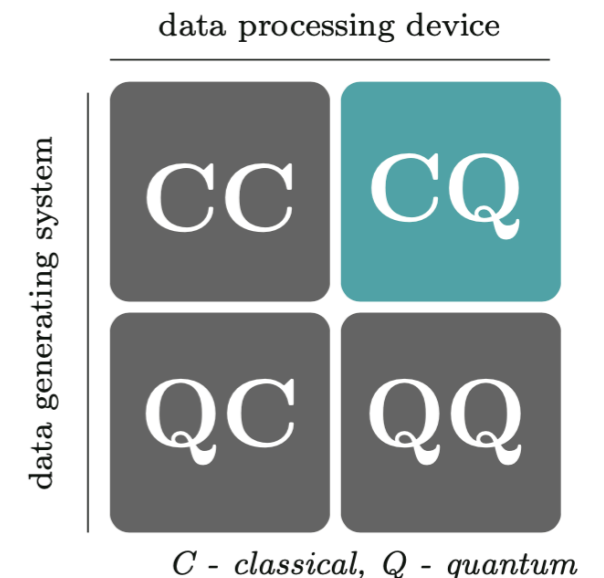 data processing device
data generating system
CC
CQ
QC
QQ
C - classical, Q - quantum